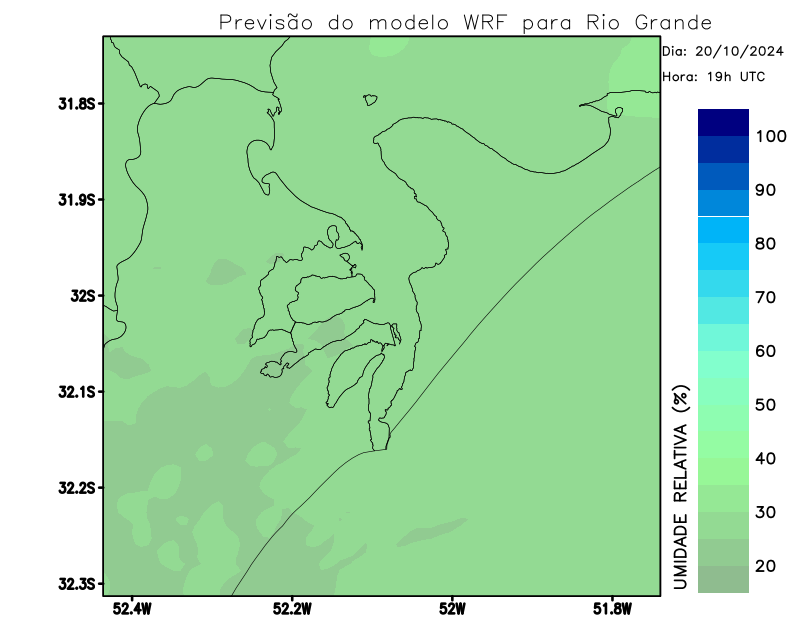 Previsão do modelo WRF para Rio Grande
Dia: 20/10/2024
Hora: 19h UTC
31.8S
31.9S
32S
32.1S
32.2S
32.3S
52.4W
52.2W
52W
51.8W
100
90
80
70
60
50
40
30
20
UMIDADE RELATIVA (%)